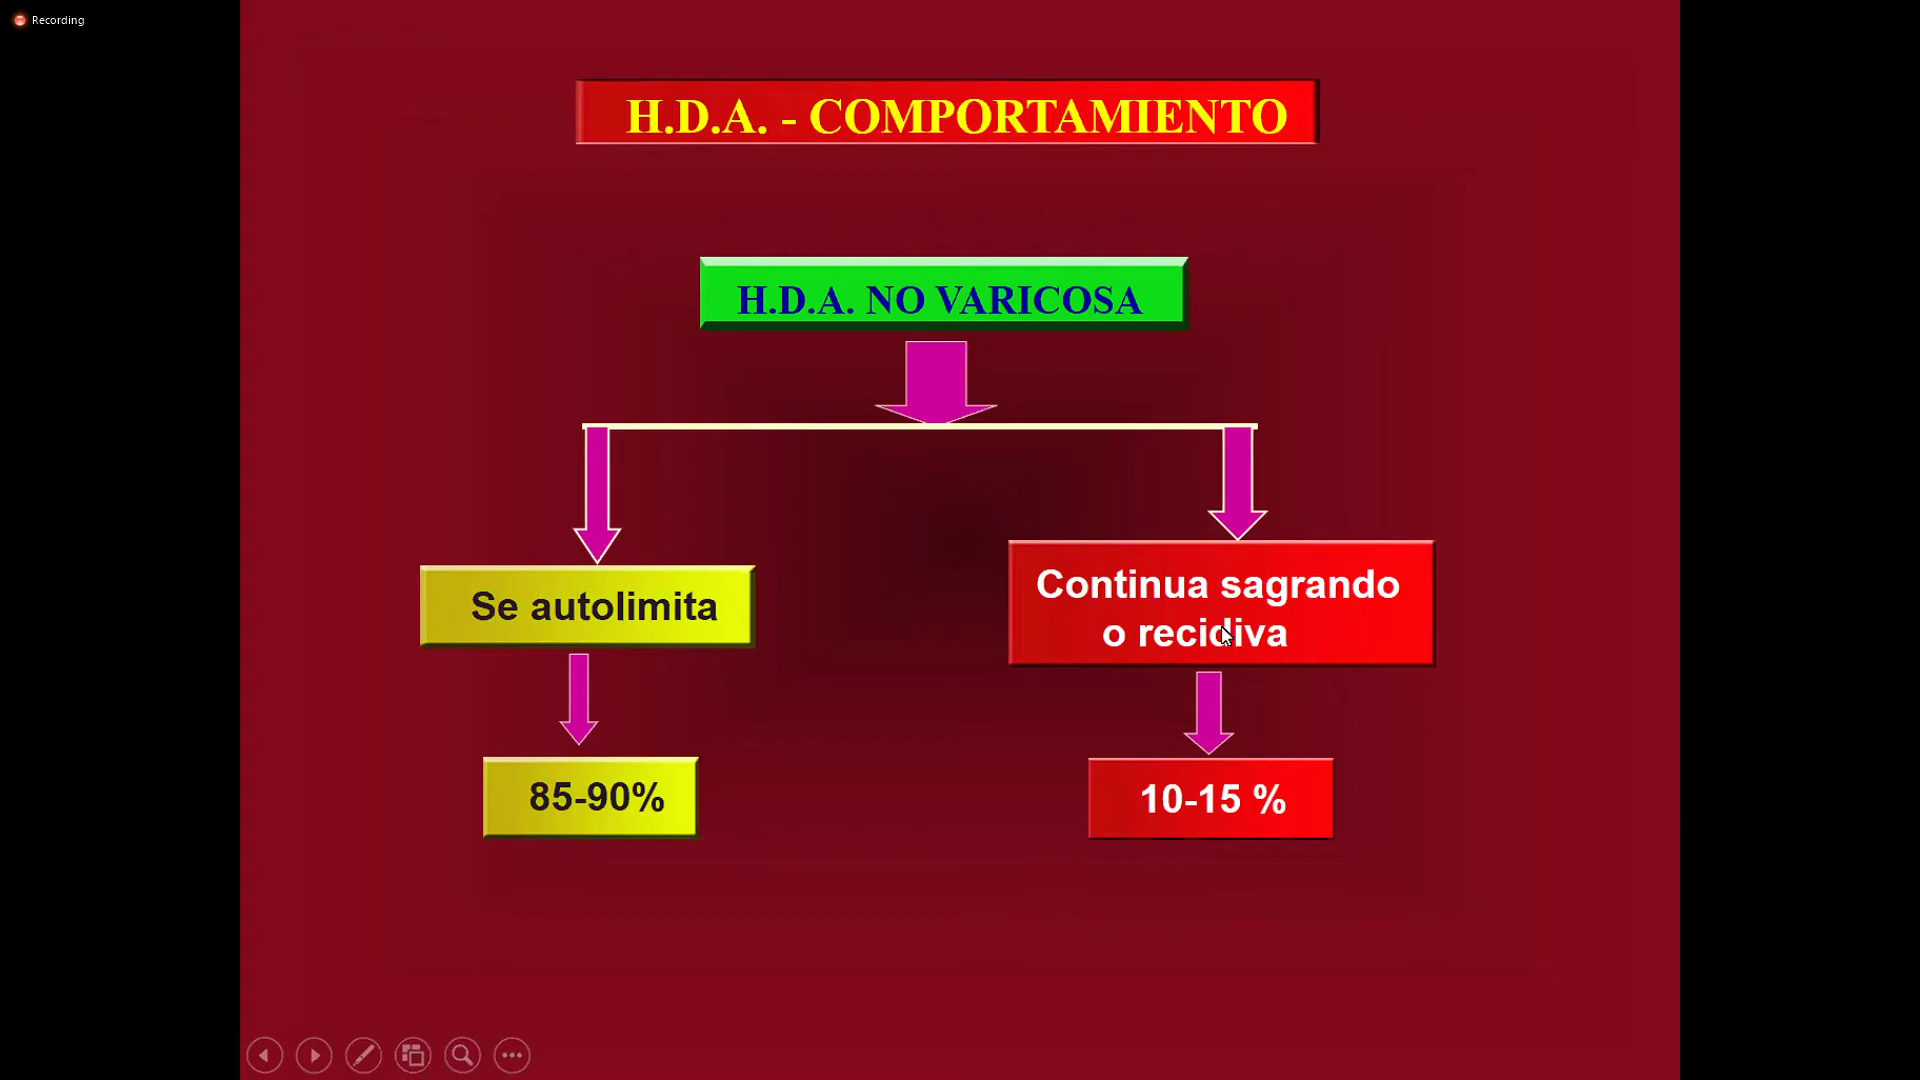 Recording
H.D.A. - COMPORTAMIENTO
H.D.A. NO VARICOSA
Se autolimita
Continua sagrando
o recidiva
85-90%
10-15 %